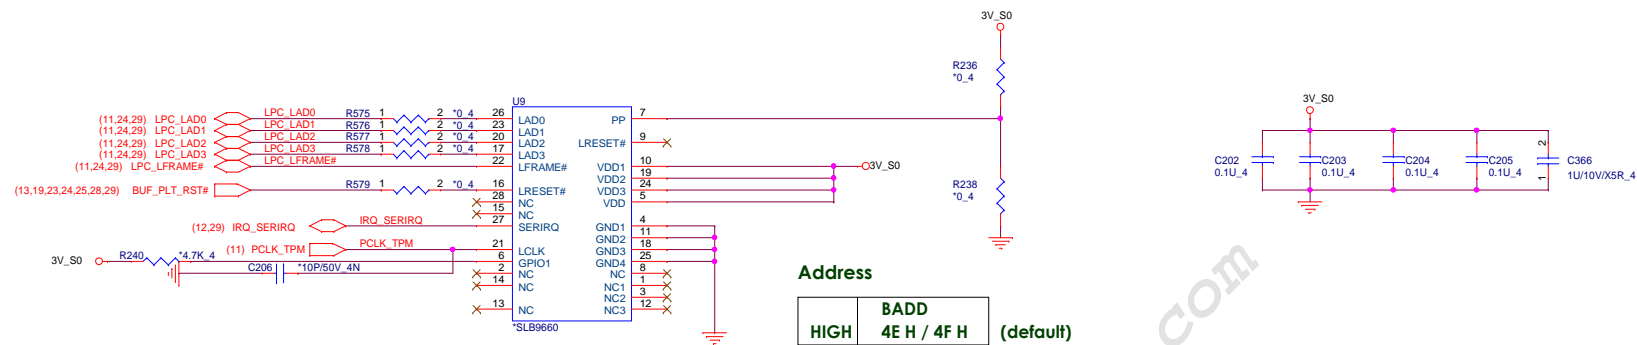 3V_S0
R236
*0_4
3V_S0
U9
(11,24,29) LPC_LAD0 LPC_LAD0 R575 1 2 *0_4 26 LAD0 PP 7
(11,24,29) LPC_LAD1 LPC_LAD1 R576 1 2 *0_4 23 LAD1
(11,24,29) LPC_LAD2 LPC_LAD2 R577 1 2 *0_4 20 LAD2 LRESET# 9
(11,24,29) LPC_LAD3 LPC_LAD3 R578 1 2 *0_4 17 LAD3
(11,24,29) LPC_LFRAME# LPC_LFRAME# 22 LFRAME# VDD1 10 3V_S0
VDD2 19
(13,19,23,24,25,28,29) BUF_PLT_RST# R579 1 2 *0_4 16 LRESET# VDD3 24
28 NC VDD 5
15 NC
(12,29) IRQ_SERIRQ IRQ_SERIRQ 27 SERIRQ GND1 4
GND2 11
(11) PCLK_TPM PCLK_TPM 21 LCLK GND3 18
3V_S0 R240 *4.7K_4 6 GPIO1 GND4 25
C206 *10P/50V_4N 2 NC NC 8
14 NC NC1 1
NC2 3
13 NC NC3 12
*SLB9660
R238
*0_4
C202
0.1U_4
C203
0.1U_4
C204
0.1U_4
C205
0.1U_4
2
C366
1
1U/10V/X5R_4
Address
BADD
HIGH 4E H / 4F H (default)
com